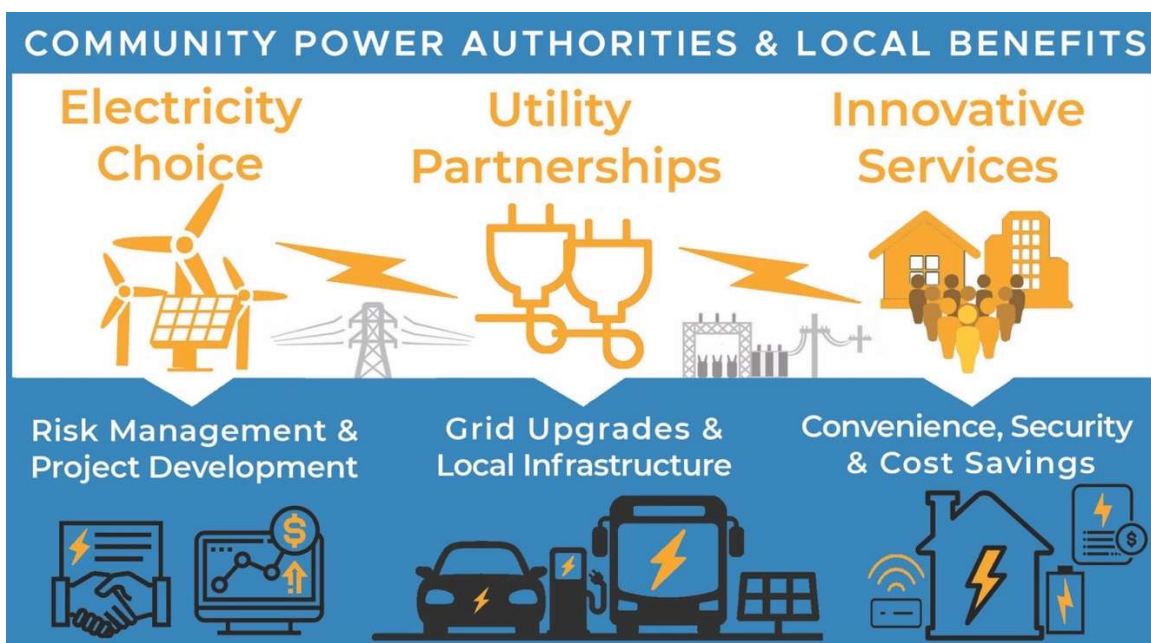 COMMUNITY POWER AUTHORITIES & LOCAL BENEFITS
Electricity
Choice
Utility
Partnerships
Innovative
Services
Risk Management &
Project Development
Grid Upgrades &
Local Infrastructure
Convenience, Security
& Cost Savings
$
$